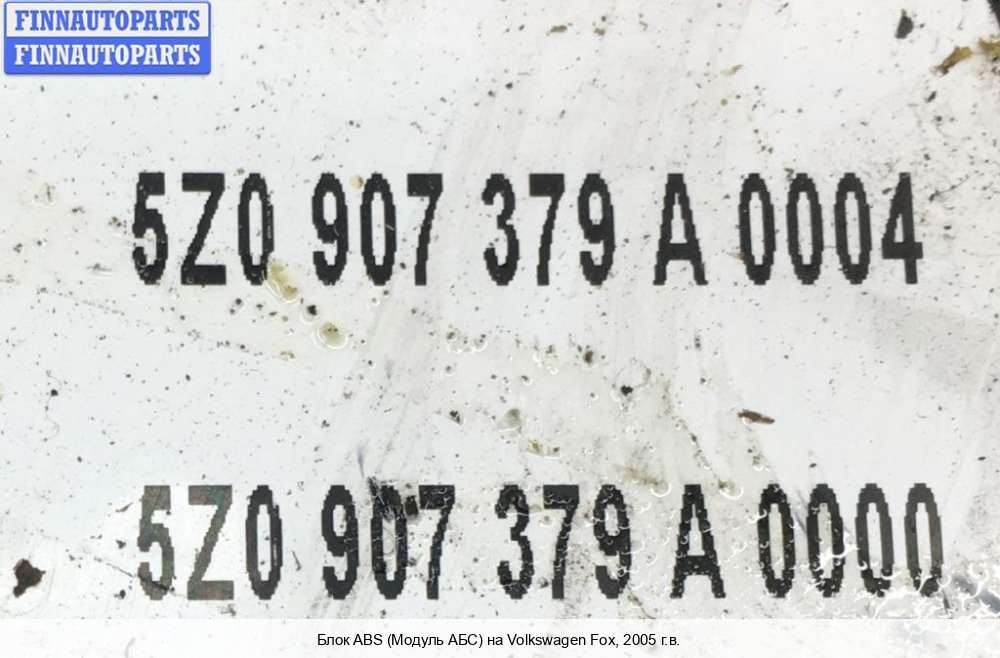 FINNAUTOPARTS
FINNAUTOPARTS
5Z0 907 379 A 0004
5Z0 907 379 A 0000
Блок ABS (Модуль АБС) на Volkswagen Fox, 2005 г.в.